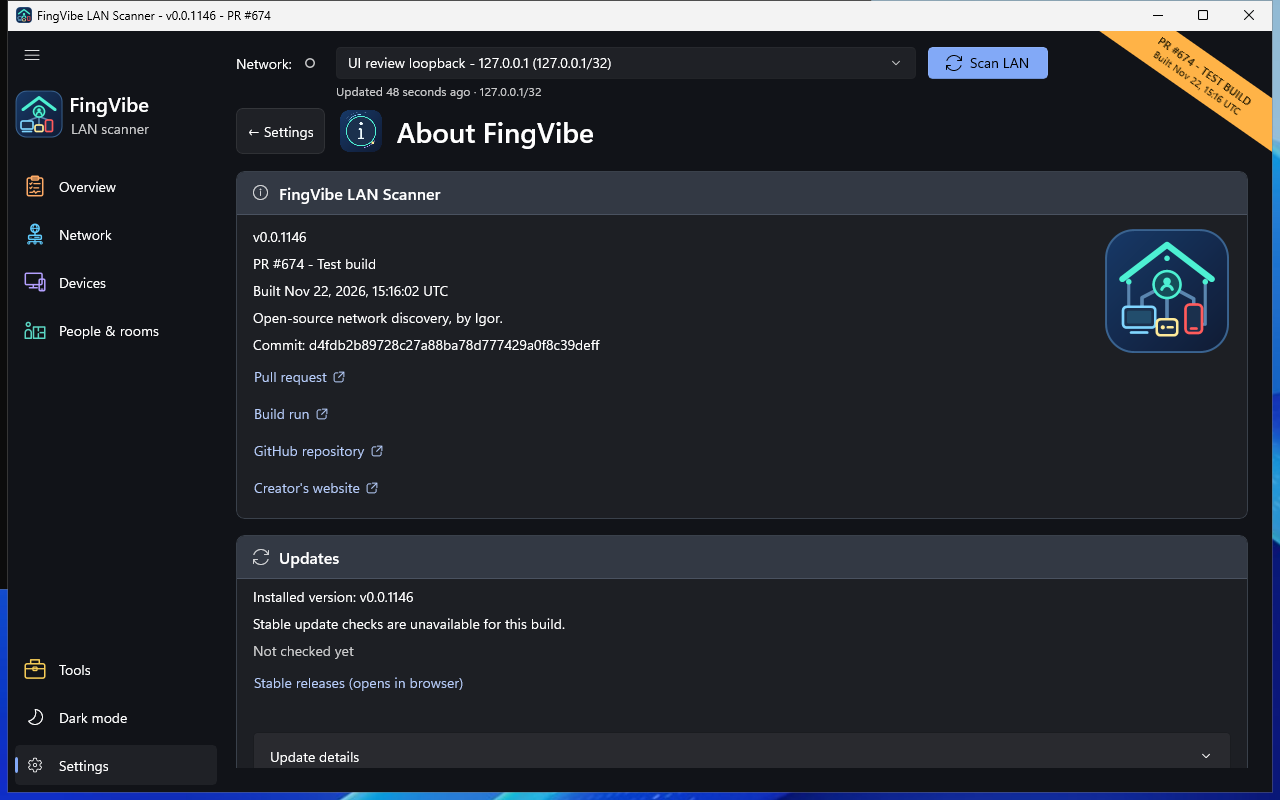 FingVibe LAN Scanner - v0.0.1146 - PR #674
Network:
UI review loopback - 127.0.0.1 (127.0.0.1/32)
Scan LAN
Updated 48 seconds ago · 127.0.0.1/32
PR #674 - TEST BUILD
Built Nov 22, 15:16 UTC
FingVibe
LAN scanner
Overview
Network
Devices
People & rooms
Tools
Dark mode
Settings
← Settings
About FingVibe
FingVibe LAN Scanner
v0.0.1146
PR #674 - Test build
Built Nov 22, 2026, 15:16:02 UTC
Open-source network discovery, by Igor.
Commit: d4fdb2b89728c27a88ba78d777429a0f8c39deff
Pull request
Build run
GitHub repository
Creator's website
Updates
Installed version: v0.0.1146
Stable update checks are unavailable for this build.
Not checked yet
Stable releases (opens in browser)
Update details